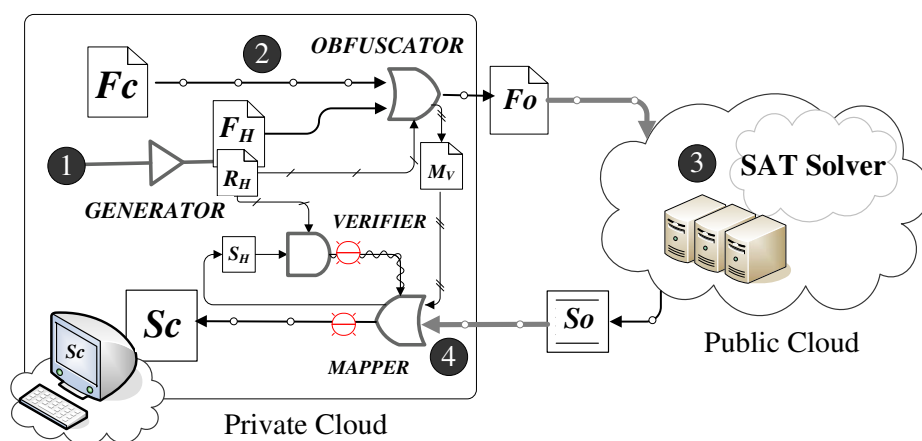 OBFUSCATOR
2
Fc
Fo
F_H
1
R_H
M_V
3
SAT Solver
GENERATOR
VERIFIER
S_H
Sc
So
Sc
4
MAPPER
Public Cloud
Private Cloud